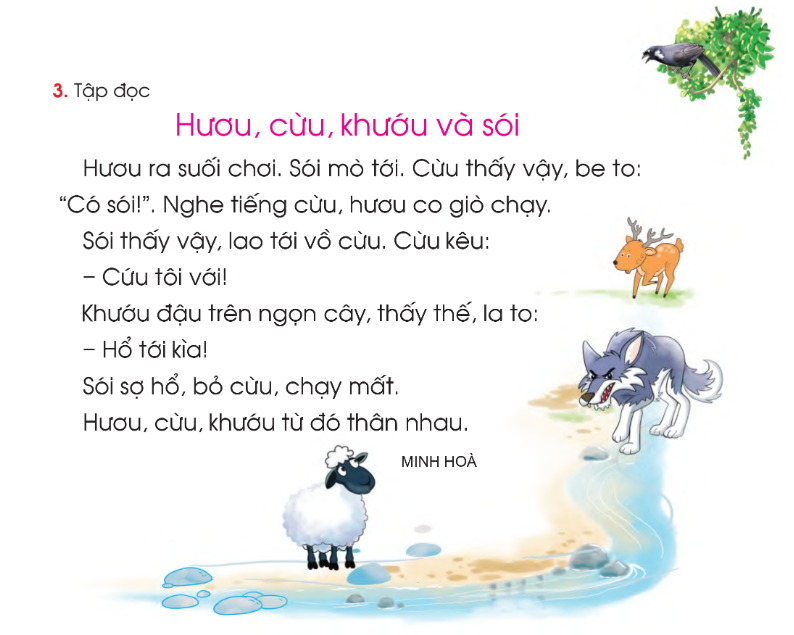 3. Tập đọc
Hươu, cừu, khướu và sói
Hươu ra suối chơi. Sói mò tới. Cừu thấy vậy, be to:
“Có sói!”. Nghe tiếng cừu, hươu co giò chạy.
Sói thấy vậy, lao tới vồ cừu. Cừu kêu:
– Cứu tôi với!
Khướu đậu trên ngọn cây, thấy thế, la to:
– Hổ tới kìa!
Sói sợ hổ, bỏ cừu, chạy mất.
Hươu, cừu, khướu từ đó thân nhau.
MINH HOÀ